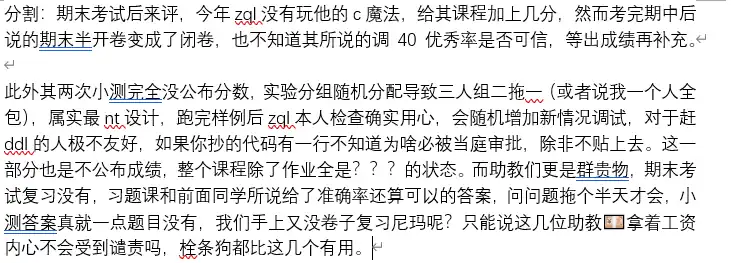 分割：期末考试后来评，今年 zql 没有玩他的 c 魔法，给其课程加上几分，然而考完期中后
说的期末半开卷变成了闭卷，也不知道其所说的调 40 优秀率是否可信，等出成绩再补充。
此外其两次小测完全没公布分数，实验分组随机分配导致三人组二拖一（或者说我一个人全
包），属实最 nt 设计，跑完样例后 zql 本人检查确实用心，会随机增加新情况调试，对于赶
ddl 的人极不友好，如果你抄的代码有一行不知道为啥必被当庭审批，除非不贴上去。这一
部分也是不公布成绩，整个课程除了作业全是？？？的状态。而助教们更是群贵物，期末考
试复习没有，习题课和前面同学所说给了准确率还算可以的答案，问问题拖个半天才会，小
测答案真就一点题目没有，我们手上又没卷子复习尼玛呢？只能说这几位助教拿着工资
内心不会受到谴责吗，栓条狗都比这几个有用。